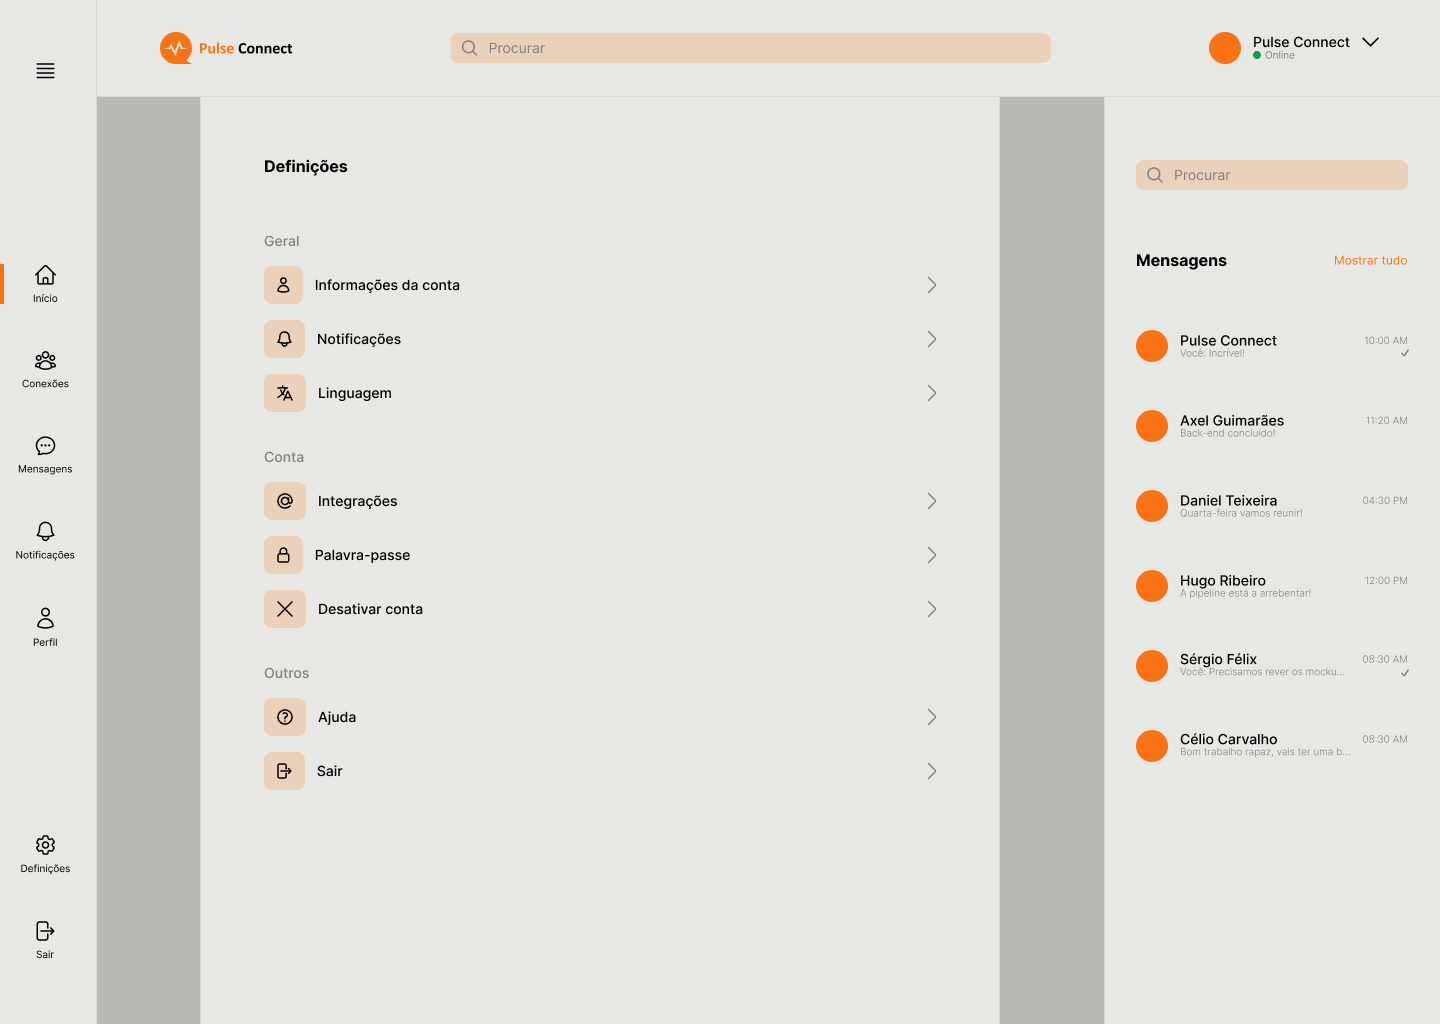 Pulse Connect
Procurar
Pulse Connect
Online
Início
Conexões
Mensagens
Notificações
Perfil
Definições
Sair
Definições
Geral
Informações da conta
Notificações
Linguagem
Conta
Integrações
Palavra-passe
Desativar conta
Outros
Ajuda
Sair
Procurar
Mensagens
Mostrar tudo
Pulse Connect
10:00 AM
Você: Incrível!
Axel Guimarães
11:20 AM
Back-end concluído!
Daniel Teixeira
04:30 PM
Quarta-feira vamos reunir!
Hugo Ribeiro
12:00 PM
A pipeline está a arrebentar!
Sérgio Félix
08:30 AM
Você: Precisamos rever os mocku...
Célio Carvalho
08:30 AM
Bom trabalho rapaz, vais ter uma b...